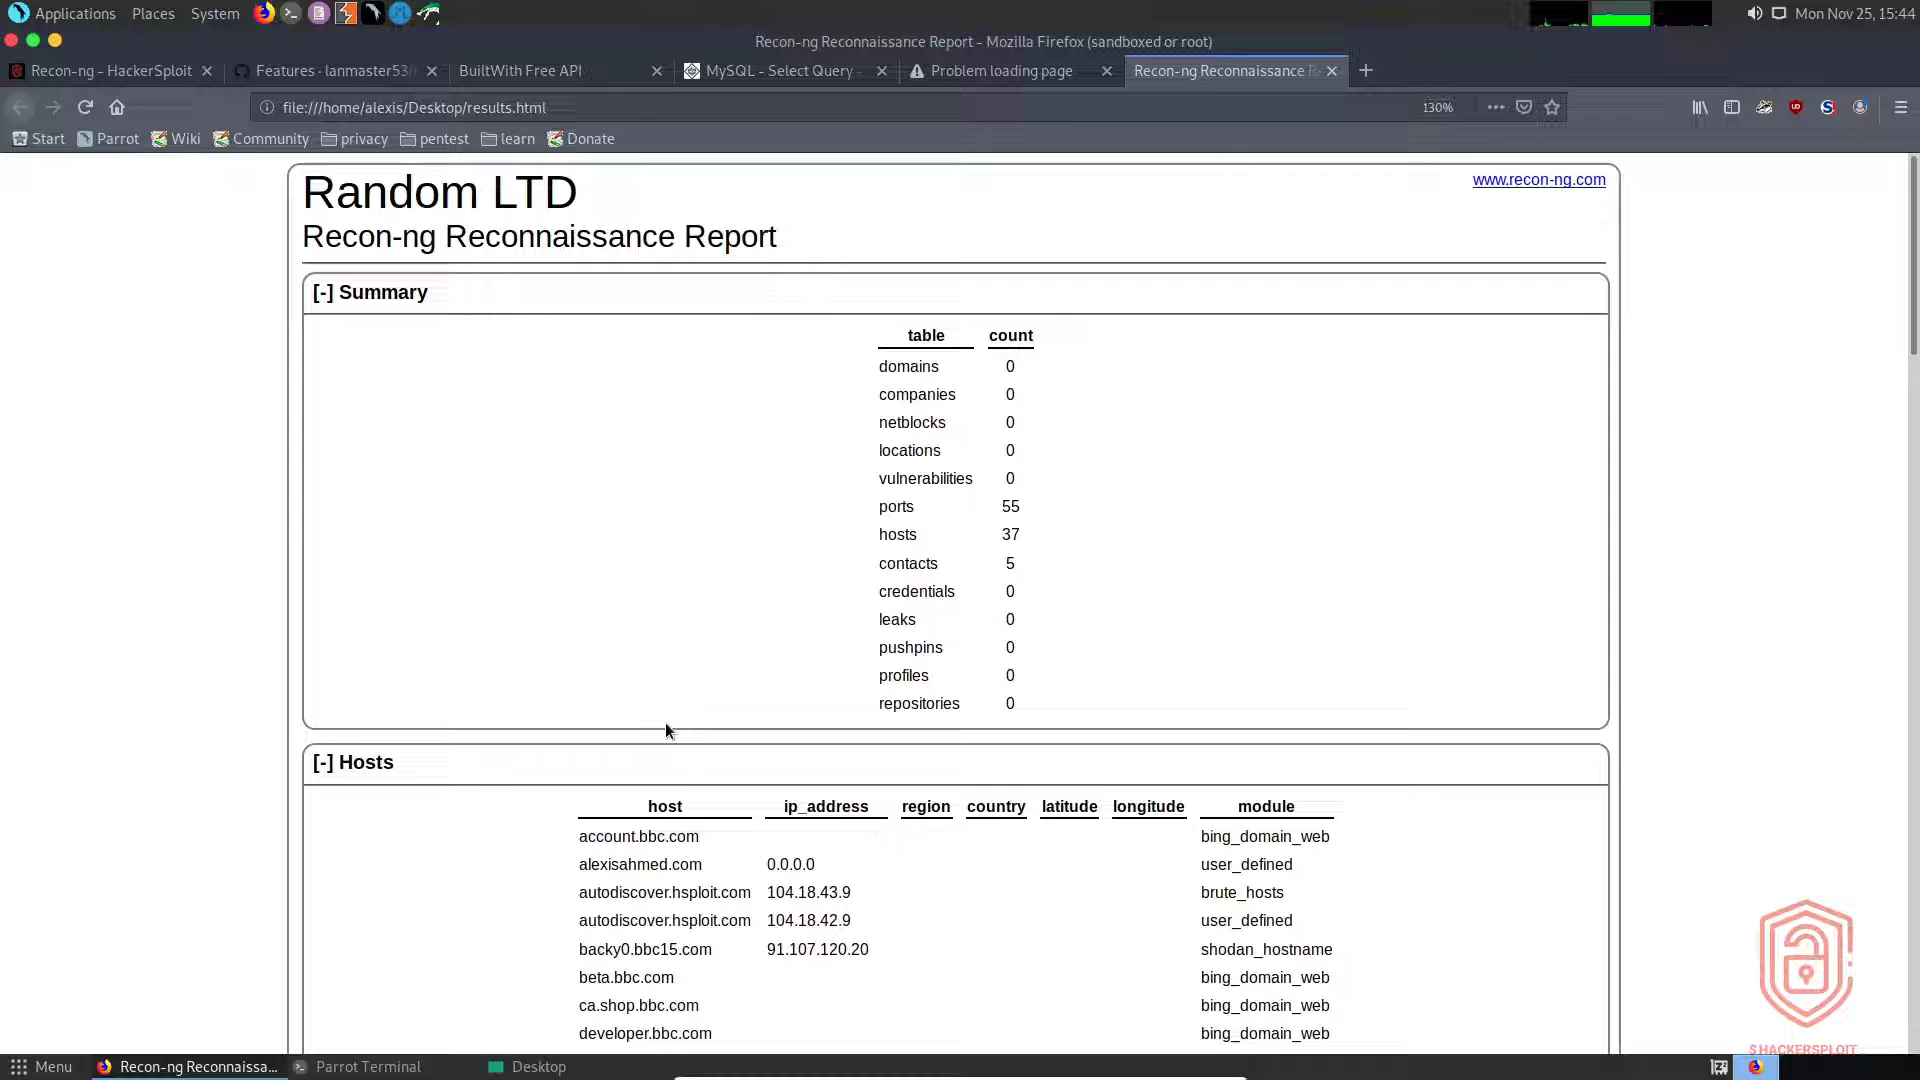 Applications Places System Mon Nov 25, 15:44
Recon-ng Reconnaissance Report - Mozilla Firefox (sandboxed or root)
Recon-ng - HackerSploit Features · lanmaster53/ BuiltWith Free API MySQL - Select Query - Problem loading page Recon-ng Reconnaissance R
file:///home/alexis/Desktop/results.html 130%
Start Parrot Wiki Community privacy pentest learn Donate
Random LTD www.recon-ng.com
Recon-ng Reconnaissance Report
[-] Summary
table count
domains 0
companies 0
netblocks 0
locations 0
vulnerabilities 0
ports 55
hosts 37
contacts 5
credentials 0
leaks 0
pushpins 0
profiles 0
repositories 0
[-] Hosts
host ip_address region country latitude longitude module
account.bbc.com bing_domain_web
alexisahmed.com 0.0.0.0 user_defined
autodiscover.hsploit.com 104.18.43.9 brute_hosts
autodiscover.hsploit.com 104.18.42.9 user_defined
backy0.bbc15.com 91.107.120.20 shodan_hostname
beta.bbc.com bing_domain_web
ca.shop.bbc.com bing_domain_web
developer.bbc.com bing_domain_web
HACKERSPLOIT
Menu Recon-ng Reconnaissa... Parrot Terminal Desktop